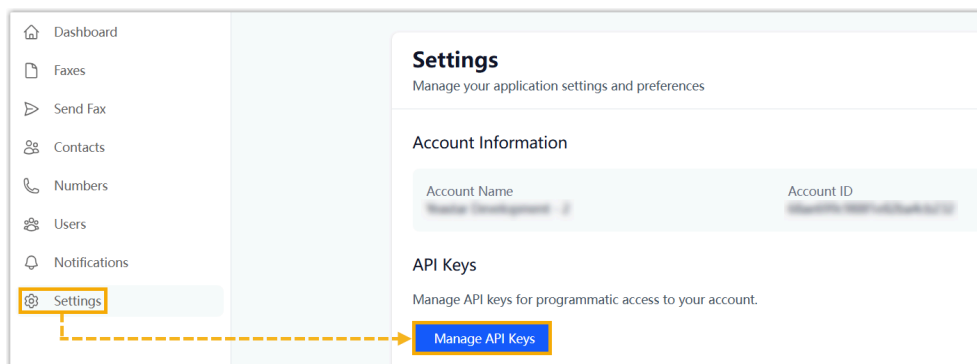 Dashboard
Faxes
Send Fax
Contacts
Numbers
Users
Notifications
Settings
Settings
Manage your application settings and preferences
Account Information
Account Name
Account ID
API Keys
Manage API keys for programmatic access to your account.
Manage API Keys